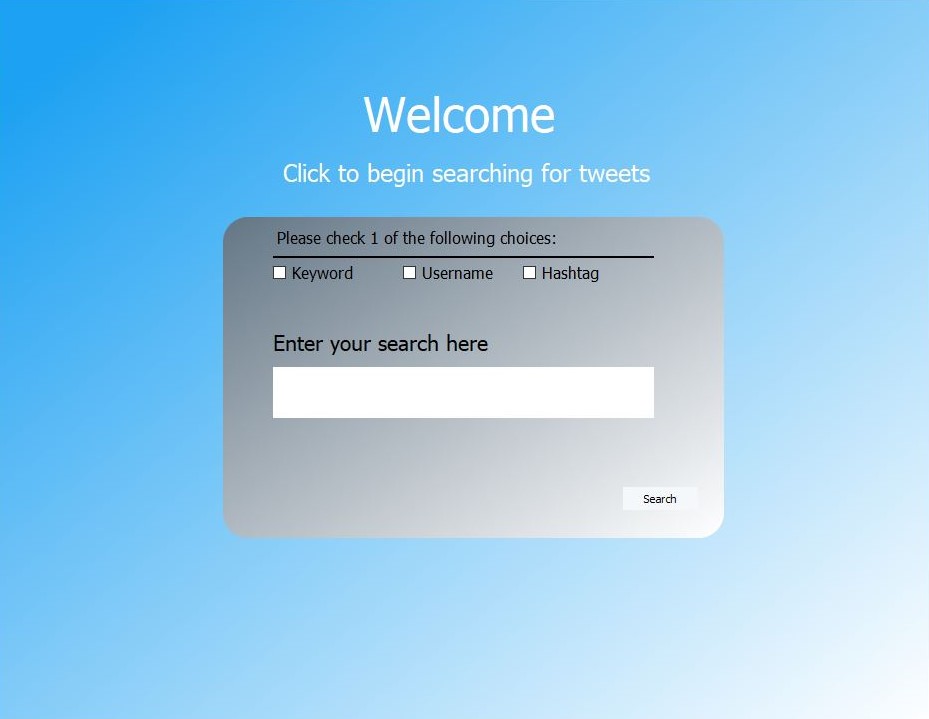 Welcome
Click to begin searching for tweets
Please check 1 of the following choices:
Keyword Username Hashtag
Enter your search here
Search